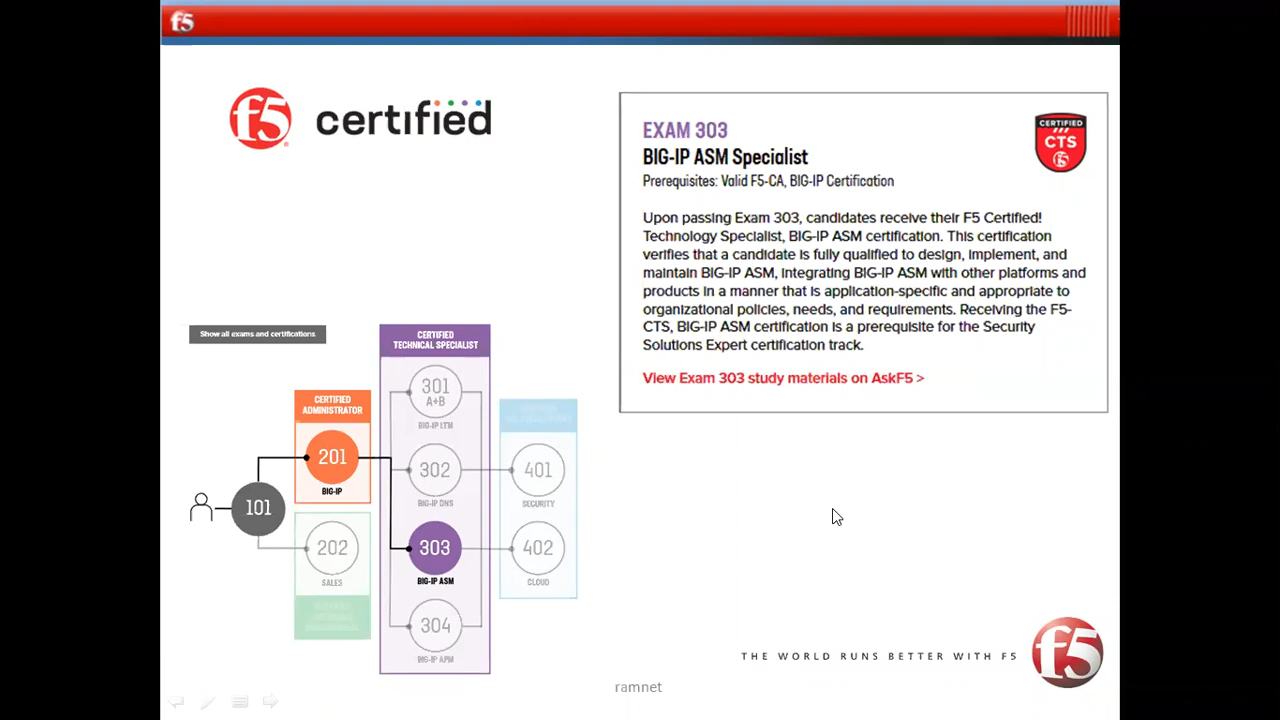 f5
f5 certified
EXAM 303
BIG-IP ASM Specialist
Prerequisites: Valid F5-CA, BIG-IP Certification
CERTIFIED
CTS
f5
Upon passing Exam 303, candidates receive their F5 Certified!
Technology Specialist, BIG-IP ASM certification. This certification
verifies that a candidate is fully qualified to design, implement, and
maintain BIG-IP ASM, integrating BIG-IP ASM with other platforms and
products in a manner that is application-specific and appropriate to
organizational policies, needs, and requirements. Receiving the F5-
CTS, BIG-IP ASM certification is a prerequisite for the Security
Solutions Expert certification track.
View Exam 303 study materials on AskF5 >
Show all exams and certifications.
CERTIFIED
TECHNICAL SPECIALIST
301
A+B
BIG-IP LTM
CERTIFIED
ADMINISTRATOR
201
BIG-IP
302
BIG-IP DNS
401
SECURITY
101
202
SALES
303
BIG-IP ASM
402
CLOUD
304
BIG-IP APM
THE WORLD RUNS BETTER WITH F5
f5
ramnet